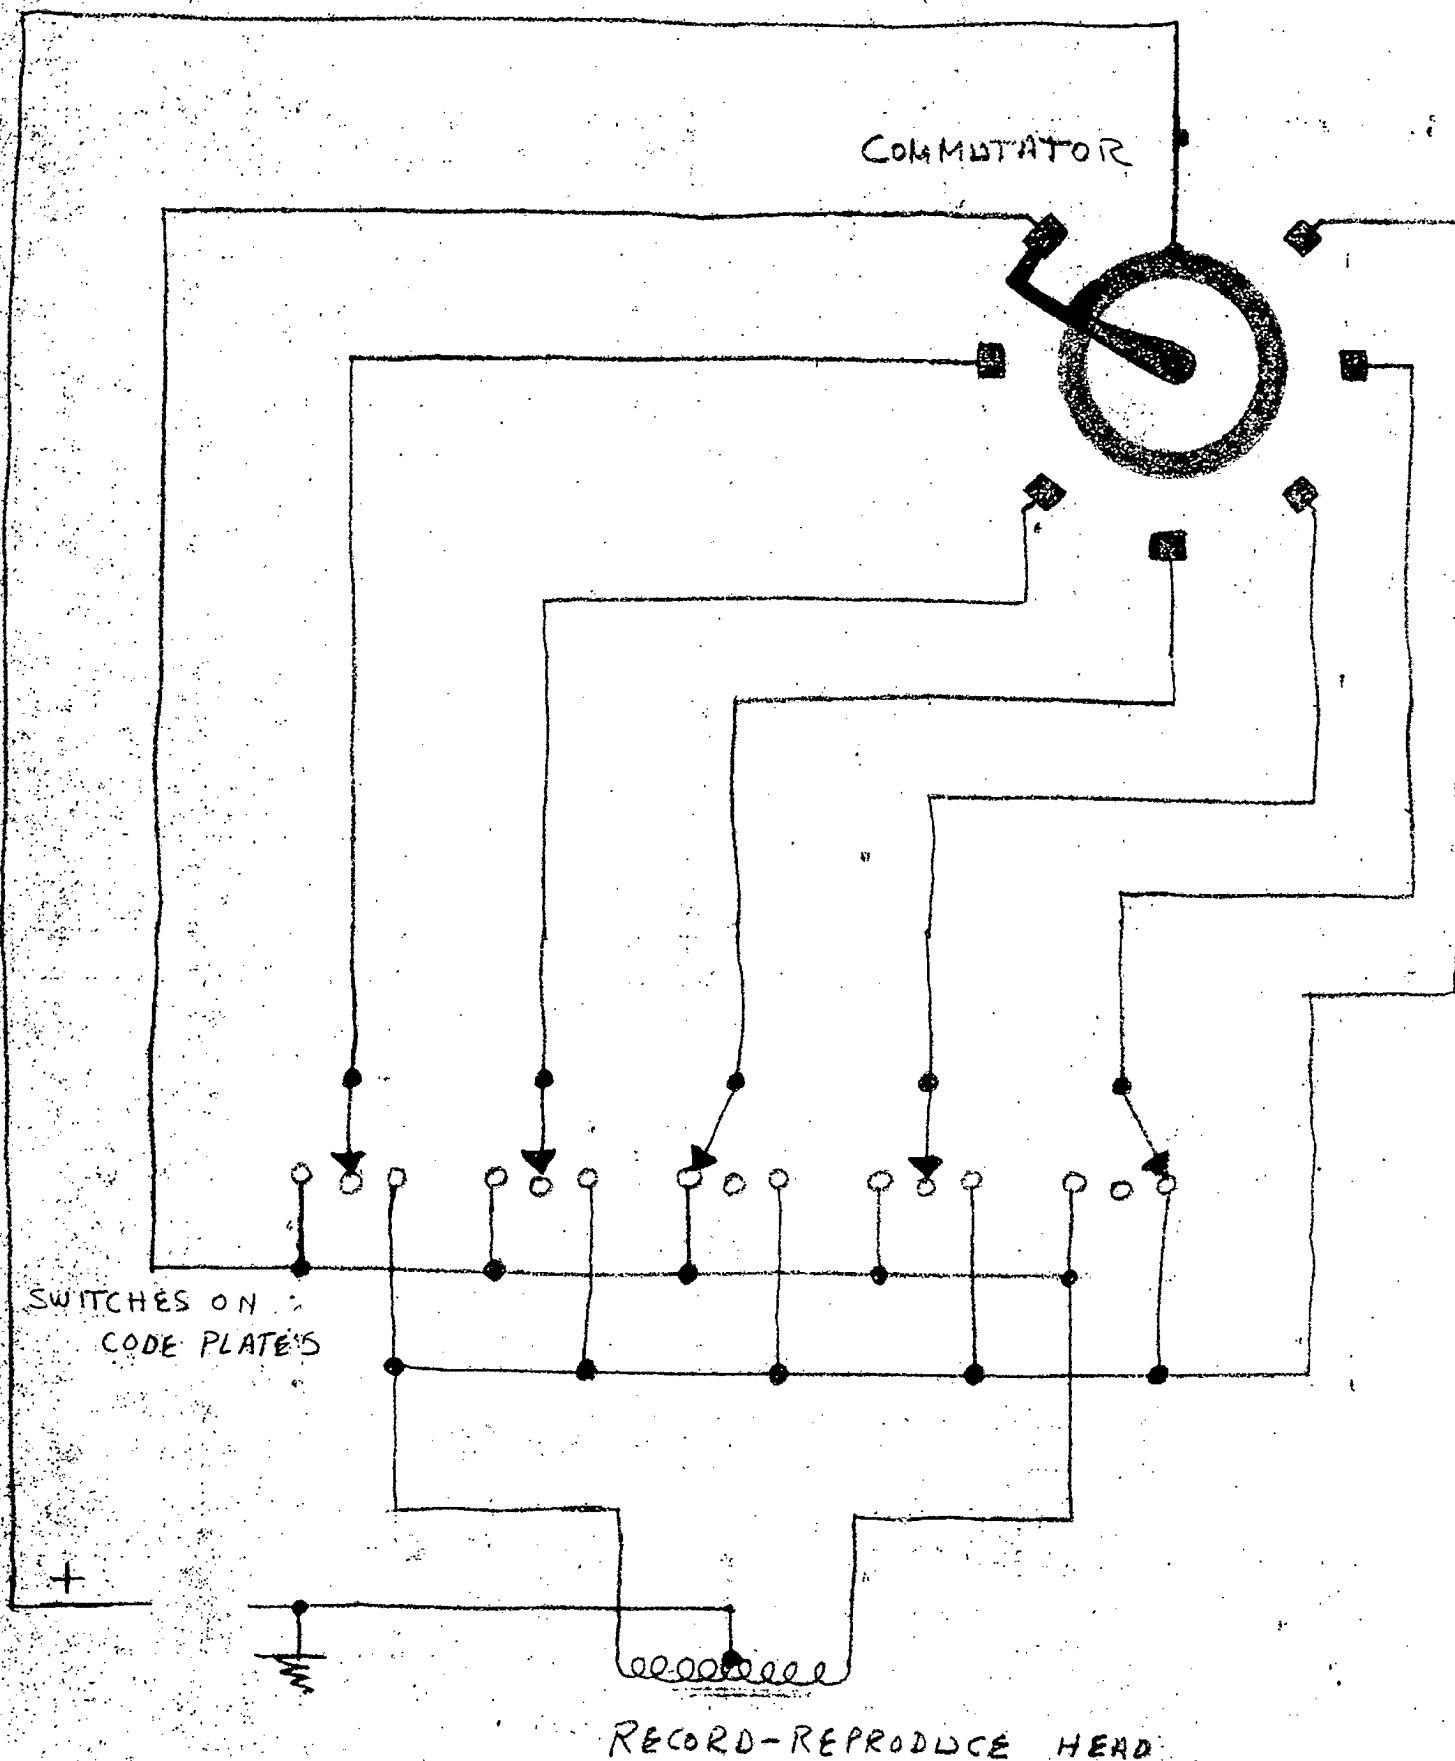 COMMUTATOR
SWITCHES ON
CODE PLATES
+
RECORD-REPRODUCE HEAD